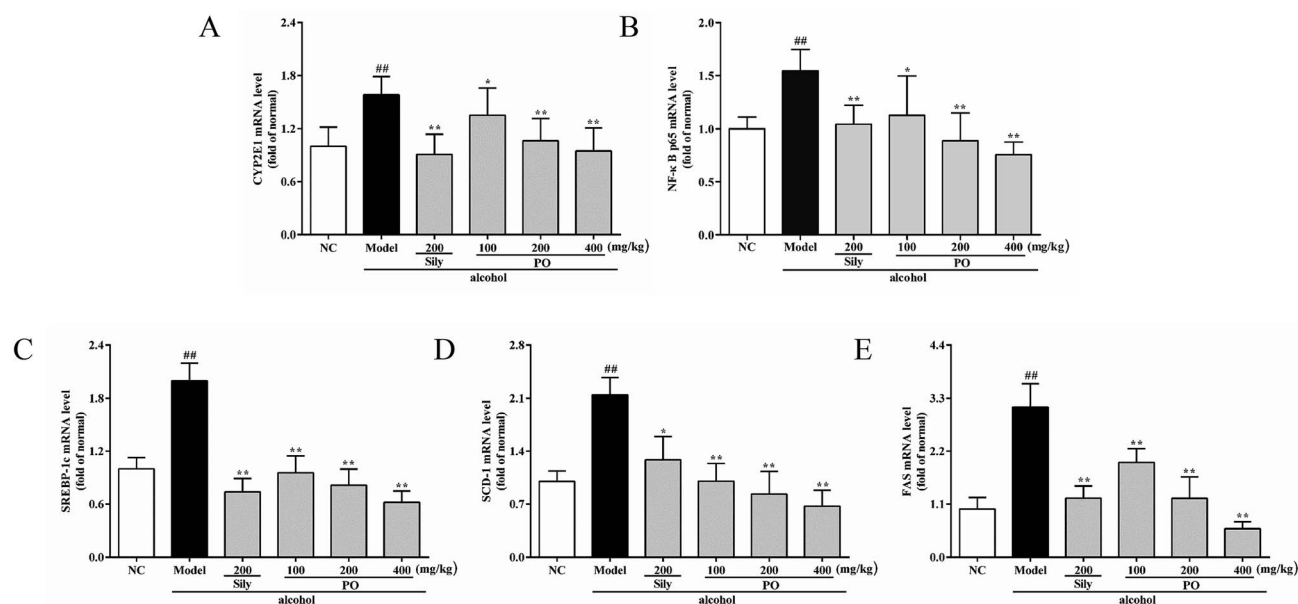 A
CYP2E1 mRNA level
(fold of normal)
2.4
1.8
1.2
0.6
0.0
##
**
*
**
**
NC Model 200 100 200 400 (mg/kg)
Sily PO
alcohol
B
NF-κ B p65 mRNA level
(fold of normal)
2.0
1.5
1.0
0.5
0.0
##
**
*
**
**
NC Model 200 100 200 400 (mg/kg)
Sily PO
alcohol
C
SREBP-1c mRNA level
(fold of normal)
2.4
1.8
1.2
0.6
0.0
##
**
**
**
**
NC Model 200 100 200 400 (mg/kg)
Sily PO
alcohol
D
SCD-1 mRNA level
(fold of normal)
2.8
2.1
1.4
0.7
0.0
##
*
**
**
**
NC Model 200 100 200 400 (mg/kg)
Sily PO
alcohol
E
FAS mRNA level
(fold of normal)
4.4
3.3
2.2
1.1
0.0
##
**
**
**
**
NC Model 200 100 200 400 (mg/kg)
Sily PO
alcohol